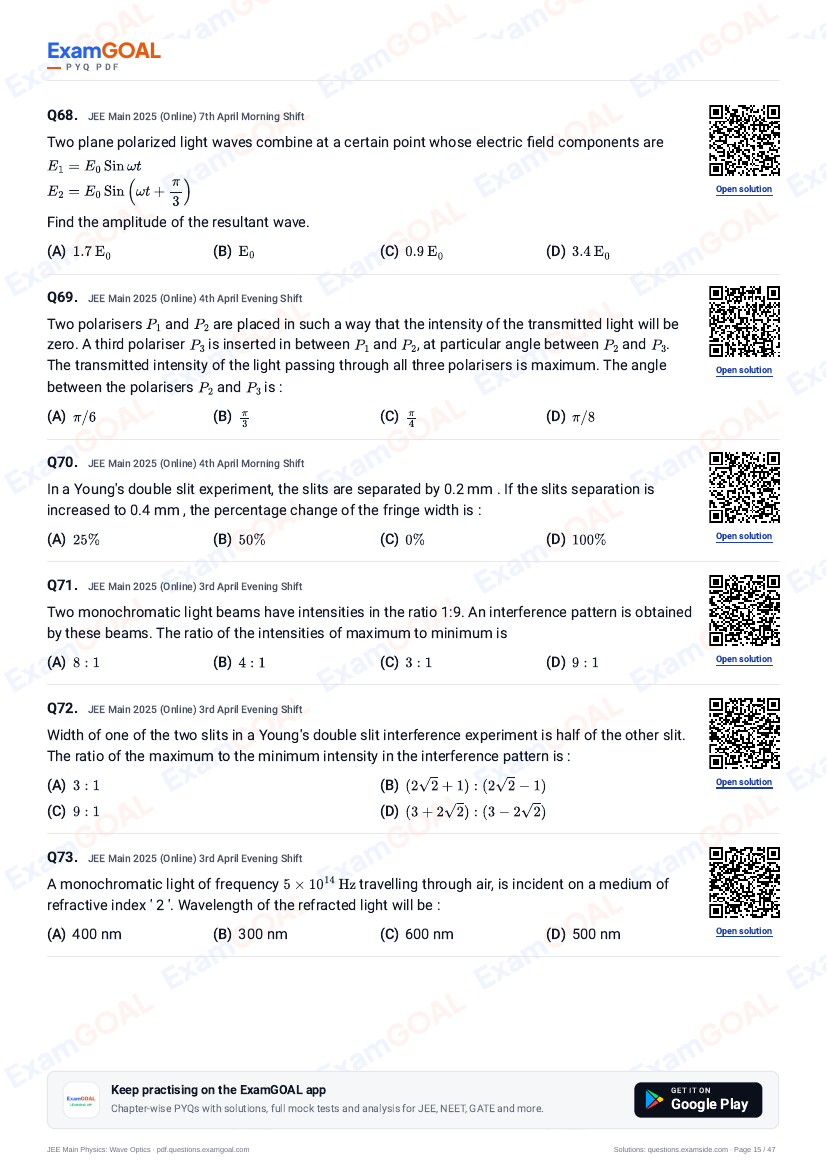 ExamGOAL
PYQ PDF
Q68. JEE Main 2025 (Online) 7th April Morning Shift
Two plane polarized light waves combine at a certain point whose electric field components are
E₁ = E₀ Sin ωt
E₂ = E₀ Sin (ωt + π/3)
Find the amplitude of the resultant wave.
(A) 1.7 E₀ (B) E₀ (C) 0.9 E₀ (D) 3.4 E₀
Open solution
Q69. JEE Main 2025 (Online) 4th April Evening Shift
Two polarisers P₁ and P₂ are placed in such a way that the intensity of the transmitted light will be
zero. A third polariser P₃ is inserted in between P₁ and P₂, at particular angle between P₂ and P₃.
The transmitted intensity of the light passing through all three polarisers is maximum. The angle
between the polarisers P₂ and P₃ is :
(A) π/6 (B) π/3 (C) π/4 (D) π/8
Open solution
Q70. JEE Main 2025 (Online) 4th April Morning Shift
In a Young's double slit experiment, the slits are separated by 0.2 mm . If the slits separation is
increased to 0.4 mm , the percentage change of the fringe width is :
(A) 25% (B) 50% (C) 0% (D) 100%
Open solution
Q71. JEE Main 2025 (Online) 3rd April Evening Shift
Two monochromatic light beams have intensities in the ratio 1:9. An interference pattern is obtained
by these beams. The ratio of the intensities of maximum to minimum is
(A) 8 : 1 (B) 4 : 1 (C) 3 : 1 (D) 9 : 1
Open solution
Q72. JEE Main 2025 (Online) 3rd April Evening Shift
Width of one of the two slits in a Young's double slit interference experiment is half of the other slit.
The ratio of the maximum to the minimum intensity in the interference pattern is :
(A) 3 : 1 (B) (2√2 + 1) : (2√2 − 1)
(C) 9 : 1 (D) (3 + 2√2) : (3 − 2√2)
Open solution
Q73. JEE Main 2025 (Online) 3rd April Evening Shift
A monochromatic light of frequency 5 × 10¹⁴ Hz travelling through air, is incident on a medium of
refractive index ' 2 '. Wavelength of the refracted light will be :
(A) 400 nm (B) 300 nm (C) 600 nm (D) 500 nm
Open solution
ExamGOAL
Keep practising on the ExamGOAL app
Chapter-wise PYQs with solutions, full mock tests and analysis for JEE, NEET, GATE and more.
GET IT ON
Google Play
JEE Main Physics: Wave Optics · pdf.questions.examgoal.com
Solutions: questions.examside.com · Page 15 / 47